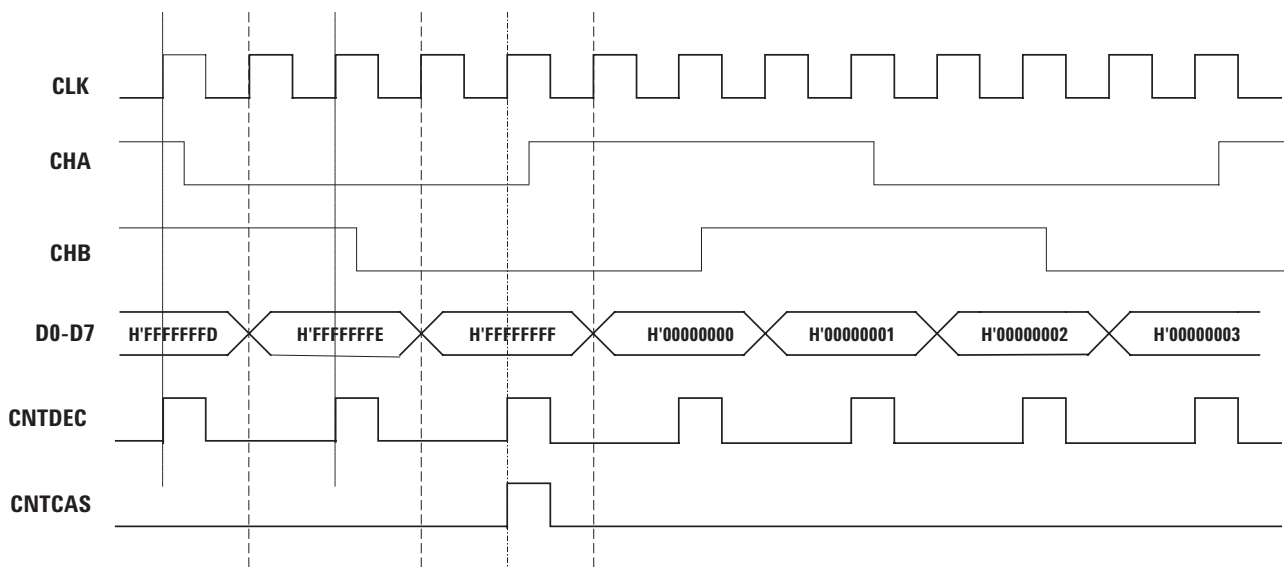 CLK
CHA
CHB
D0-D7 H'FFFFFFFD H'FFFFFFFE H'FFFFFFFF H'00000000 H'00000001 H'00000002 H'00000003
CNTDEC
CNTCAS